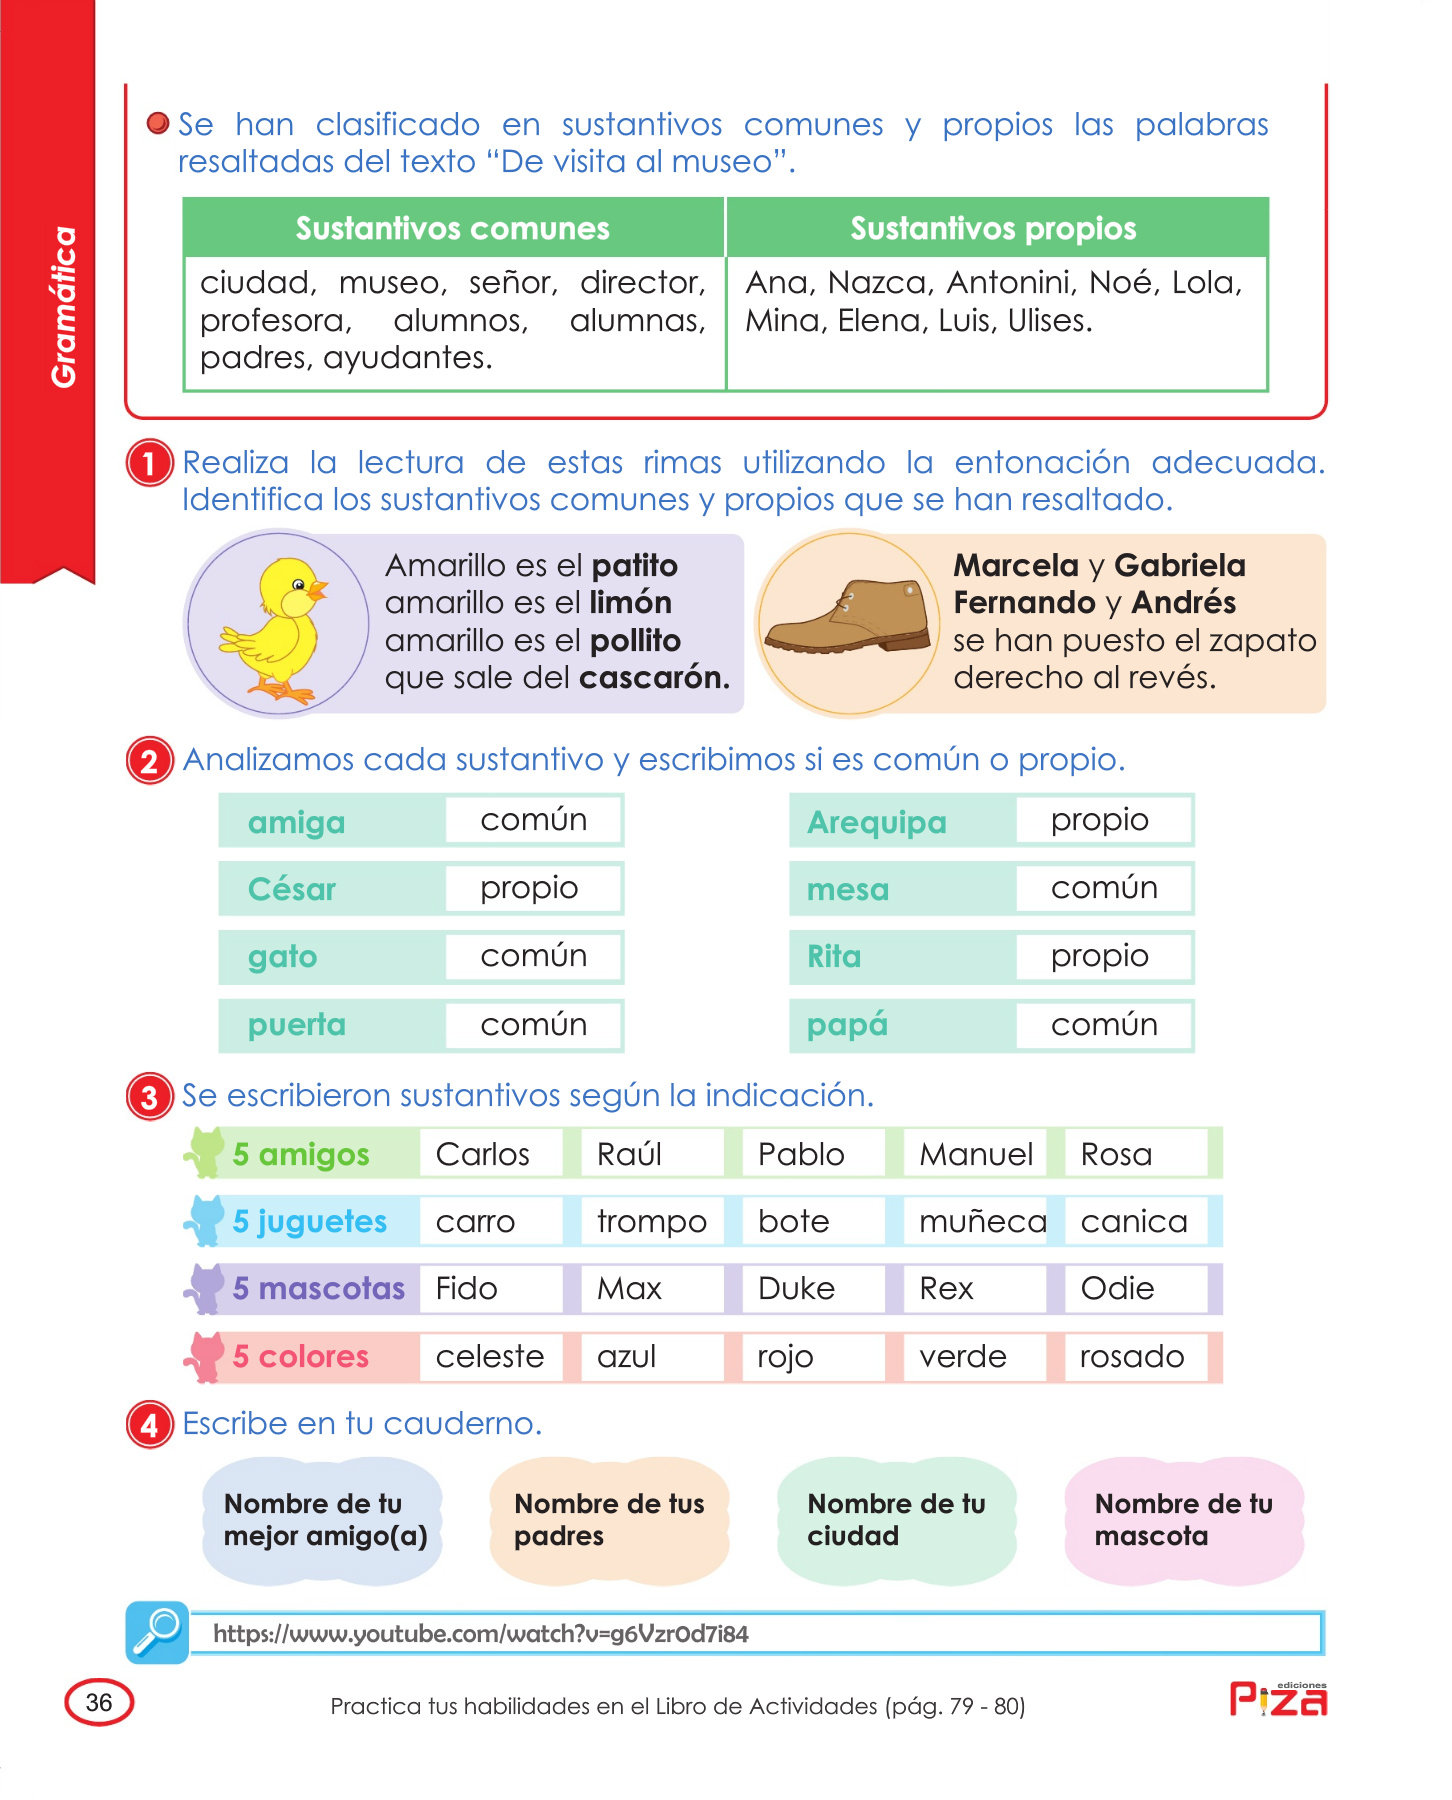 Gramática
Se han clasificado en sustantivos comunes y propios las palabras
resaltadas del texto “De visita al museo”.
Sustantivos comunes
Sustantivos propios
ciudad, museo, señor, director,
profesora, alumnos, alumnas,
padres, ayudantes.
Ana, Nazca, Antonini, Noé, Lola,
Mina, Elena, Luis, Ulises.
1 Realiza la lectura de estas rimas utilizando la entonación adecuada.
Identifica los sustantivos comunes y propios que se han resaltado.
Amarillo es el patito
amarillo es el limón
amarillo es el pollito
que sale del cascarón.
Marcela y Gabriela
Fernando y Andrés
se han puesto el zapato
derecho al revés.
2 Analizamos cada sustantivo y escribimos si es común o propio.
amiga común Arequipa propio
César propio mesa común
gato común Rita propio
puerta común papá común
3 Se escribieron sustantivos según la indicación.
5 amigos Carlos Raúl Pablo Manuel Rosa
5 juguetes carro trompo bote muñeca canica
5 mascotas Fido Max Duke Rex Odie
5 colores celeste azul rojo verde rosado
4 Escribe en tu cauderno.
Nombre de tu
mejor amigo(a)
Nombre de tus
padres
Nombre de tu
ciudad
Nombre de tu
mascota
https://www.youtube.com/watch?v=g6Vzr0d7i84
36
Practica tus habilidades en el Libro de Actividades (pág. 79 - 80)
ediciones
Piza